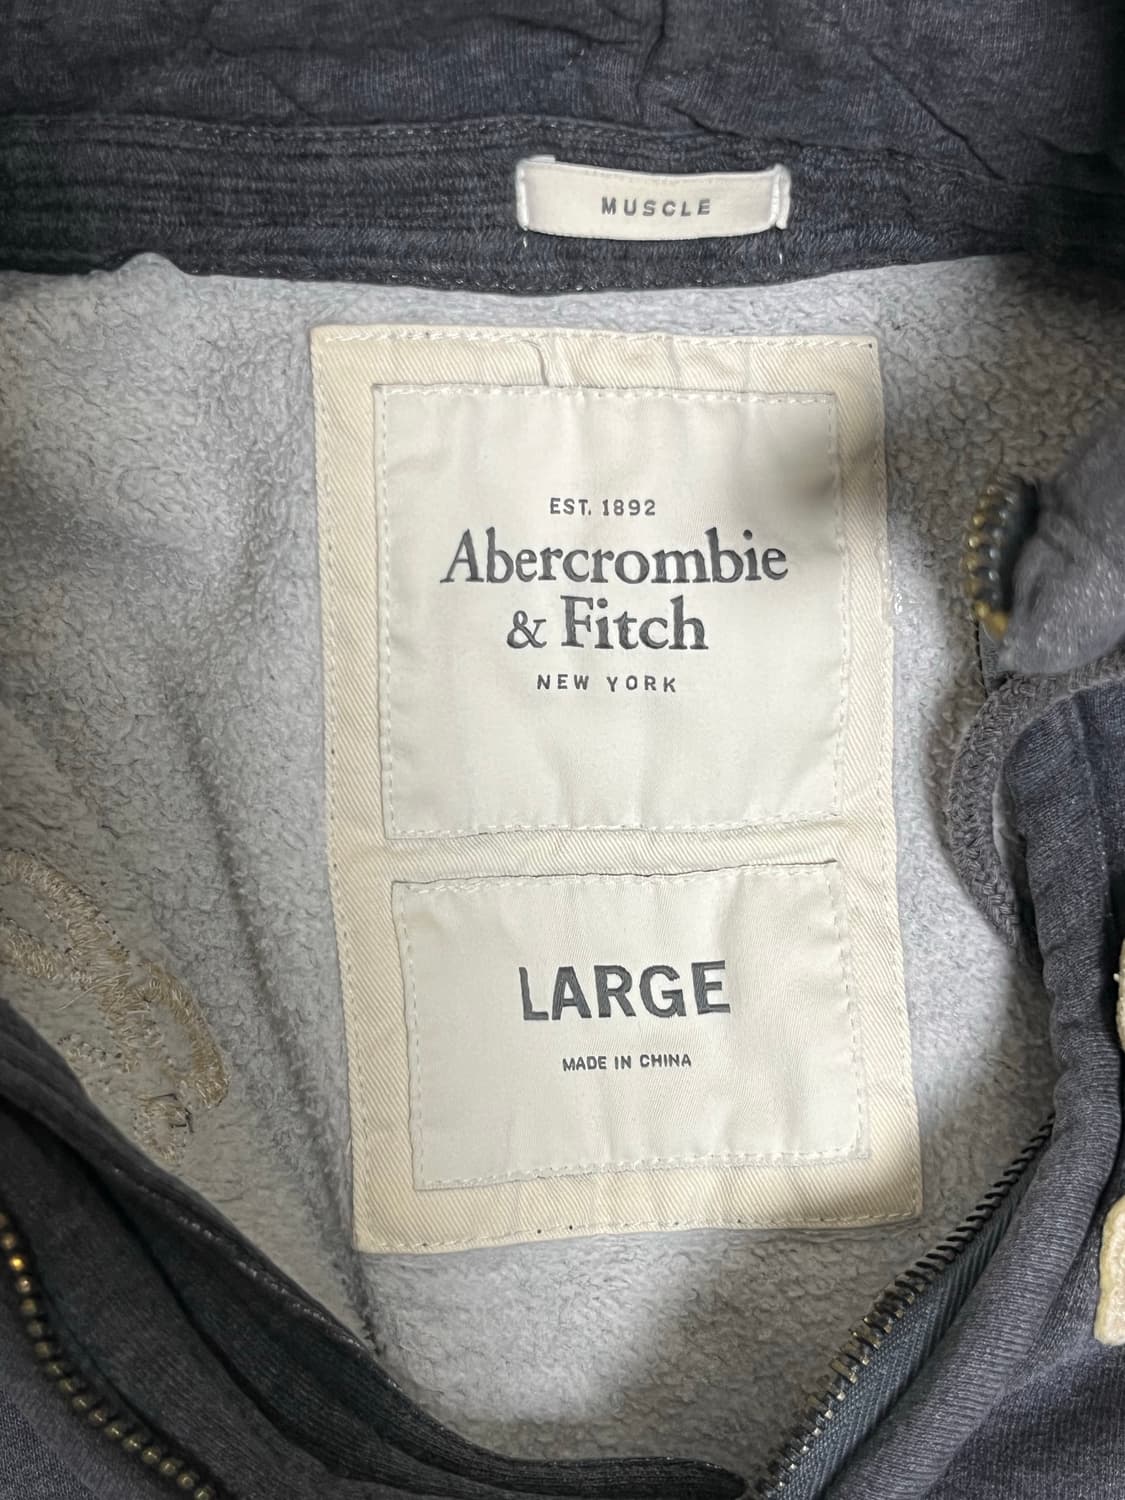 MUSCLE
EST. 1892
Abercrombie
& Fitch
NEW YORK
LARGE
MADE IN CHINA